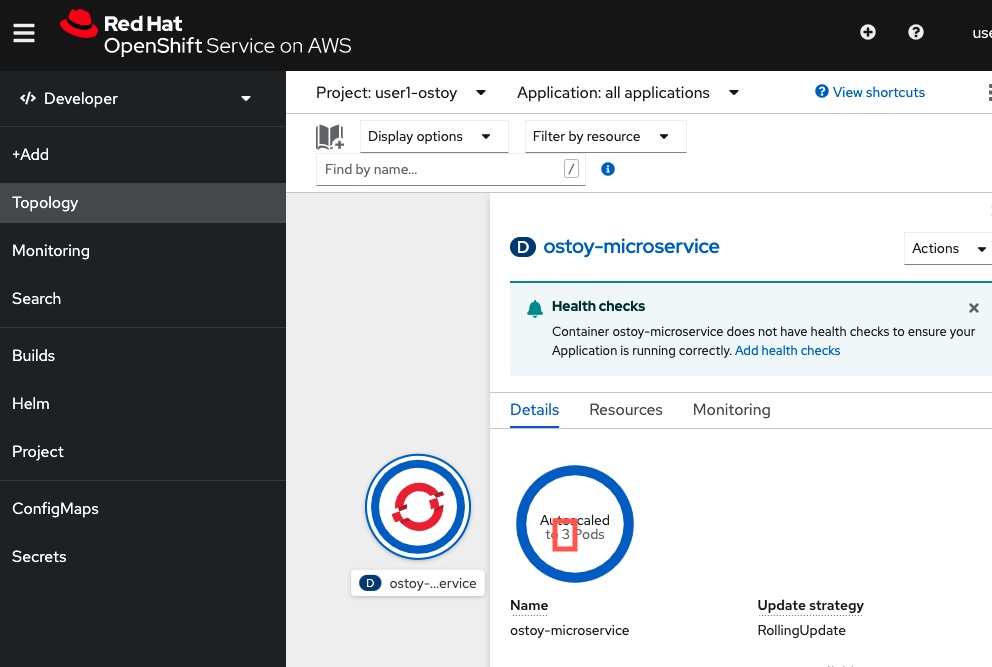 Red Hat
OpenShift Service on AWS
use
Developer
+Add
Topology
Monitoring
Search
Builds
Helm
Project
ConfigMaps
Secrets
Project: user1-ostoy
Application: all applications
View shortcuts
Display options
Filter by resource
Find by name...
/
D ostoy-microservice
Actions
Health checks
Container ostoy-microservice does not have health checks to ensure your
Application is running correctly. Add health checks
Details
Resources
Monitoring
Autoscaled
to 3 Pods
D ostoy-...ervice
Name
ostoy-microservice
Update strategy
RollingUpdate